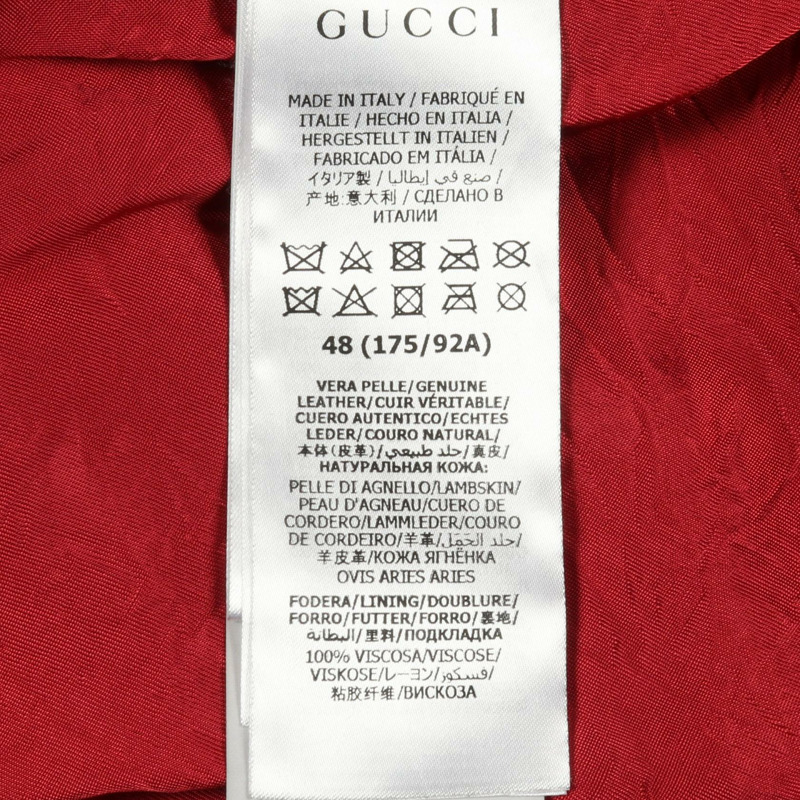 GUCCI
MADE IN ITALY / FABRIQUÉ EN
ITALIE / HECHO EN ITALIA /
HERGESTELLT IN ITALIEN /
FABRICADO EM ITÁLIA /
イタリア製 / صنع في إيطاليا /
产地:意大利 / СДЕЛАНО В
ИТАЛИИ
48 (175/92A)
VERA PELLE/GENUINE
LEATHER/CUIR VÉRITABLE/
CUERO AUTENTICO/ECHTES
LEDER/COURO NATURAL/
本体(皮革)/جلد طبيعي/真皮/
НАТУРАЛЬНАЯ КОЖА:
PELLE DI AGNELLO/LAMBSKIN/
PEAU D'AGNEAU/CUERO DE
CORDERO/LAMMLEDER/COURO
DE CORDEIRO/羊革/جلد الحَمَل/
羊皮革/КОЖА ЯГНЁНКА
OVIS ARIES ARIES
FODERA/LINING/DOUBLURE/
FORRO/FUTTER/FORRO/裏地/
البطانة/里料/ПОДКЛАДКА
100% VISCOSA/VISCOSE/
VISKOSE/レーヨン/فسكوز/
粘胶纤维/ВИСКОЗА